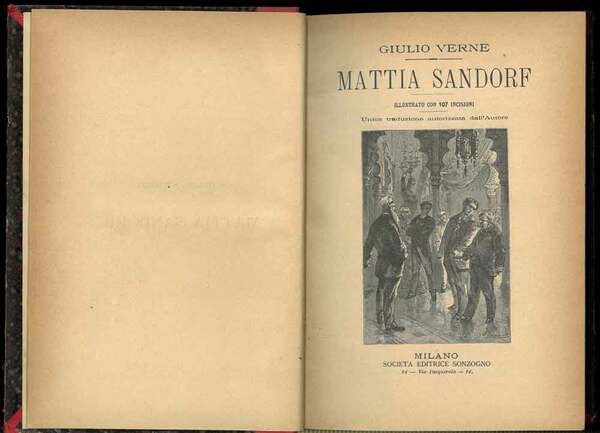 GIULIO VERNE
MATTIA SANDORF
ILLUSTRATO CON 107 INCISIONI
Unica traduzione autorizzata dall'Autore
MILANO
SOCIETA EDITRICE SONZOGNO
14 — Via Pasquirolo — 14.